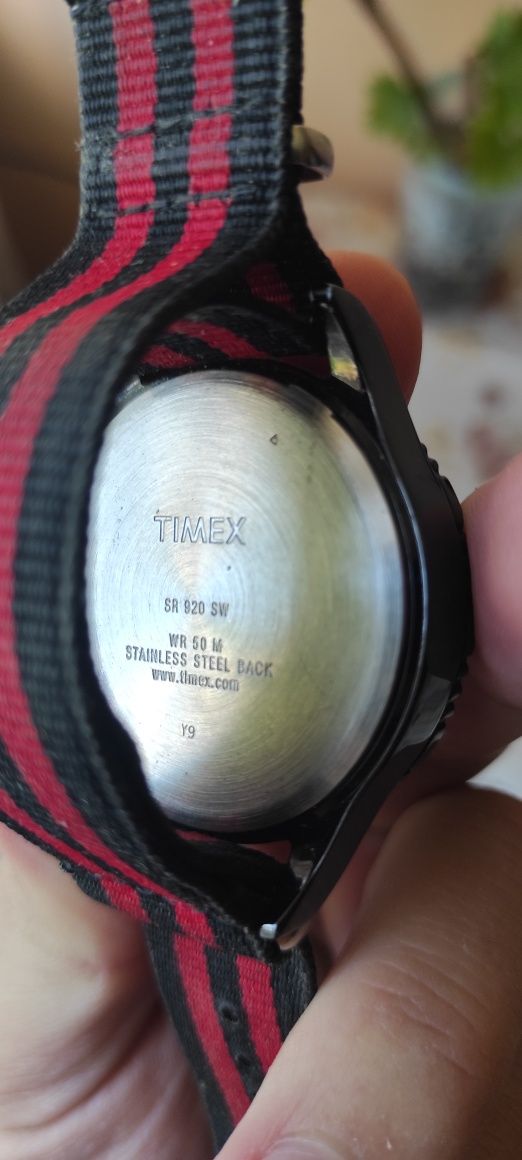 TIMEX
SR 920 SW
WR 50 M
STAINLESS STEEL BACK
www.timex.com
Y9